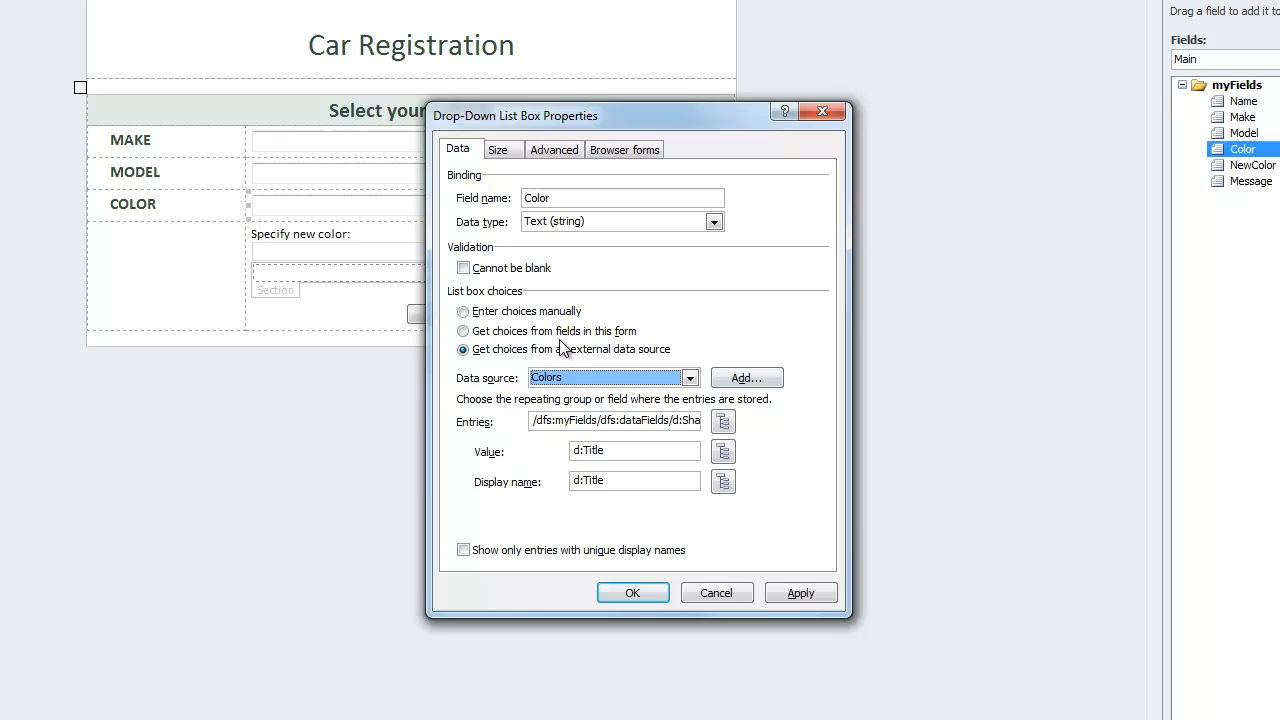 Drag a field to add it to
Car Registration
Fields:
Main
myFields
Name
Make
Model
Color
NewColor
Message
Select your
MAKE
MODEL
COLOR
Specify new color:
Section
Drop-Down List Box Properties
Data Size Advanced Browser forms
Binding
Field name: Color
Data type: Text (string)
Validation
Cannot be blank
List box choices
Enter choices manually
Get choices from fields in this form
Get choices from an external data source
Data source: Colors Add...
Choose the repeating group or field where the entries are stored.
Entries: /dfs:myFields/dfs:dataFields/d:Sha
Value: d:Title
Display name: d:Title
Show only entries with unique display names
OK Cancel Apply